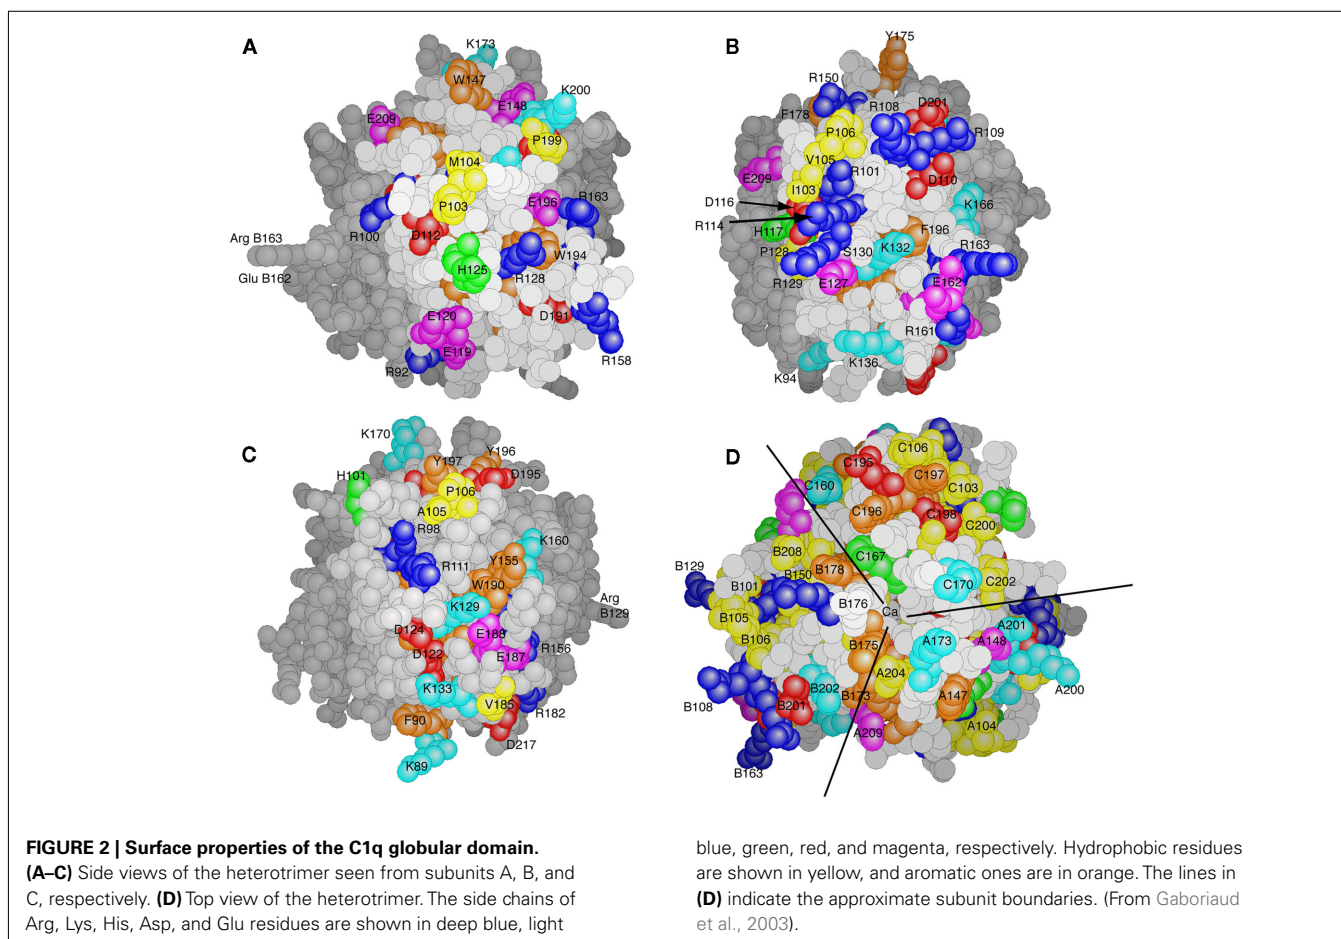 A
K173
W147
K200
E148
E209
P199
M104
P103
E196
R163
R100
D112
Arg B163
W194
H125
Glu B162
R128
E120
D191
E119
R92
R158
B
Y175
R150
R108
D201
F178
P106
R109
V105
R101
E209
D110
I103
D116
K166
R114
H117
F196
P128
S130
K132
R163
R129
E127
E162
R161
K136
K94
C
K170
Y197
Y196
H101
D195
P106
A105
R98
K160
R111
Y155
W190
Arg
B129
K129
D124
E188
D122
E187
R156
K133
V185
R182
F90
D217
K89
D
C106
C195
C160
C197
C103
C196
C198
C200
B208
C167
B129
B178
C170
C202
B101
B150
B176
Ca
B105
A201
B106
B175
A173
A148
A204
A200
B202
B173
A147
B108
B201
A209
A104
B163
FIGURE 2 | Surface properties of the C1q globular domain.
(A–C) Side views of the heterotrimer seen from subunits A, B, and
C, respectively. (D) Top view of the heterotrimer. The side chains of
Arg, Lys, His, Asp, and Glu residues are shown in deep blue, light
blue, green, red, and magenta, respectively. Hydrophobic residues
are shown in yellow, and aromatic ones are in orange. The lines in
(D) indicate the approximate subunit boundaries. (From Gaboriaud
et al., 2003).